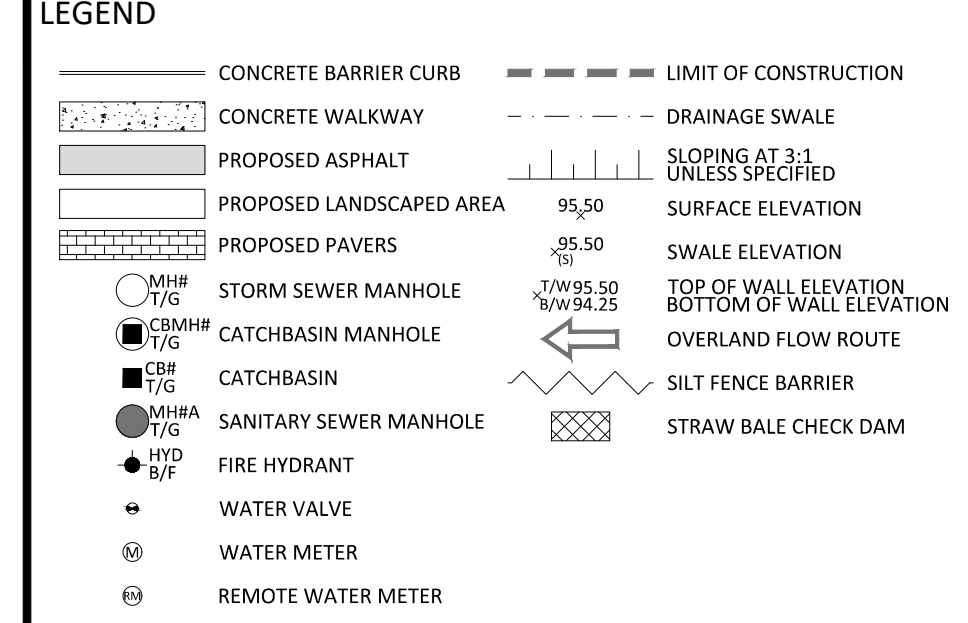 LEGEND
CONCRETE BARRIER CURB
CONCRETE WALKWAY
PROPOSED ASPHALT
PROPOSED LANDSCAPED AREA
PROPOSED PAVERS
MH#
T/G
STORM SEWER MANHOLE
CBMH#
T/G
CATCHBASIN MANHOLE
CB#
T/G
CATCHBASIN
MH#A
T/G
SANITARY SEWER MANHOLE
HYD
B/F
FIRE HYDRANT
WATER VALVE
M
WATER METER
RM
REMOTE WATER METER
LIMIT OF CONSTRUCTION
DRAINAGE SWALE
SLOPING AT 3:1
UNLESS SPECIFIED
95.50
SURFACE ELEVATION
95.50
(S)
SWALE ELEVATION
T/W 95.50
B/W 94.25
TOP OF WALL ELEVATION
BOTTOM OF WALL ELEVATION
OVERLAND FLOW ROUTE
SILT FENCE BARRIER
STRAW BALE CHECK DAM